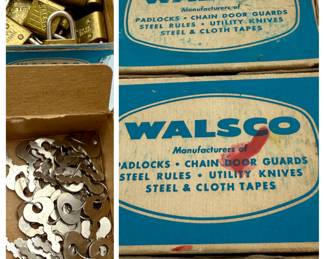 Manufacturers of
PADLOCKS • CHAIN DOOR GUARDS
STEEL RULES • UTILITY KNIVES
STEEL & CLOTH TAPES
WALSCO
Manufacturers of
PADLOCKS • CHAIN DOOR GUARDS
STEEL RULES • UTILITY KNIVES
STEEL & CLOTH TAPES